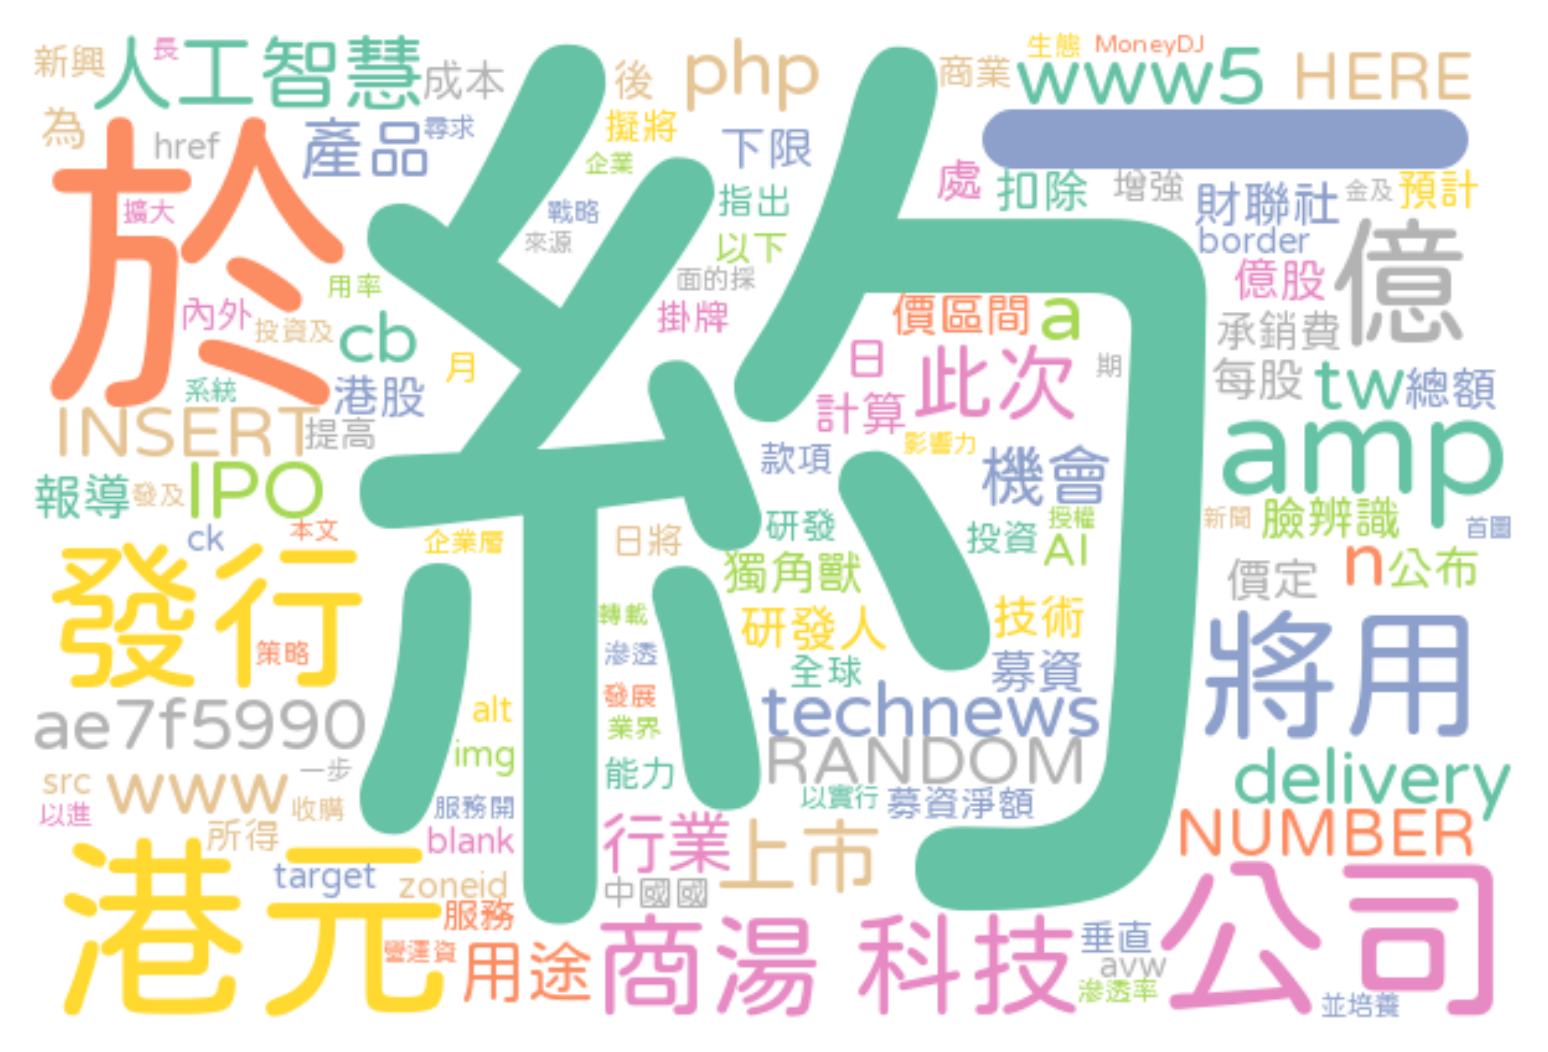 新興
人工智慧
長
成本
後
php
商業
生態
MoneyDJ
www5
HERE
為
href
產品
尋求
擬將
下限
一
企業
處
扣除
增強
財聯社
金及
預計
於
擴大
約
戰略
指出
來源
以下
border
億股
億
面的採
用率
內外
投資及
cb
掛牌
價區間
a
承銷費
月
日
此次
期
每股
tw
總額
系統
港股
計算
INSERT
提高
影響力
amp
款項
機會
報導
發及
IPO
新聞
臉辨識
首圖
ck
本文
企業層
日將
研發
投資
授權
AI
n
公布
發行
獨角獸
價定
轉載
研發人
技術
將用
策略
滲透
全球
募資
ae7f5990
alt
發展
technews
業界
img
能力
RANDOM
delivery
src
www
一步
以進
收購
服務開
以實行
募資淨額
NUMBER
所得
blank
行業
上市
港元
target
zoneid
中國國
公司
服務
商湯 科技
垂直
用途
avw
滲透率
並培養